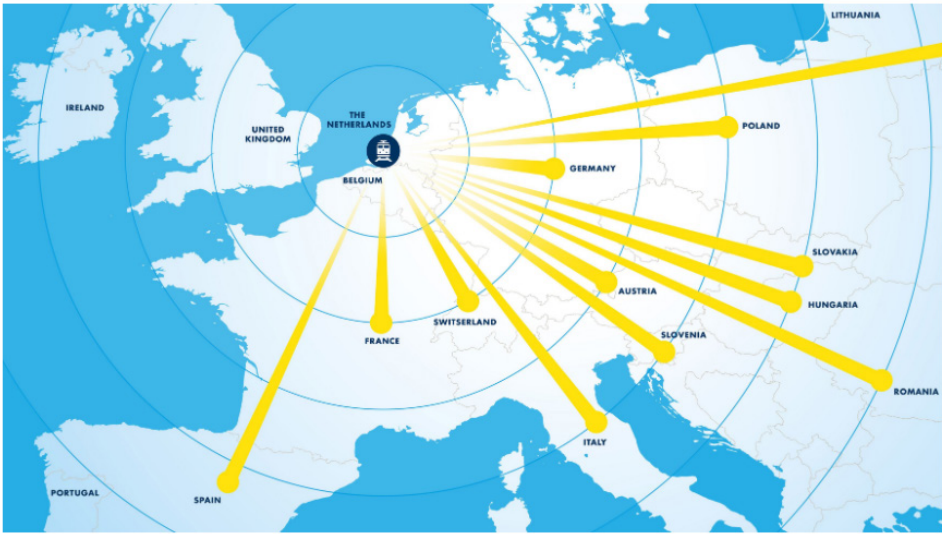 LITHUANIA
IRELAND
THE
NETHERLANDS
UNITED
KINGDOM
POLAND
BELGIUM
GERMANY
SLOVAKIA
AUSTRIA
HUNGARIA
SWITSERLAND
FRANCE
SLOVENIA
ROMANIA
ITALY
PORTUGAL
SPAIN